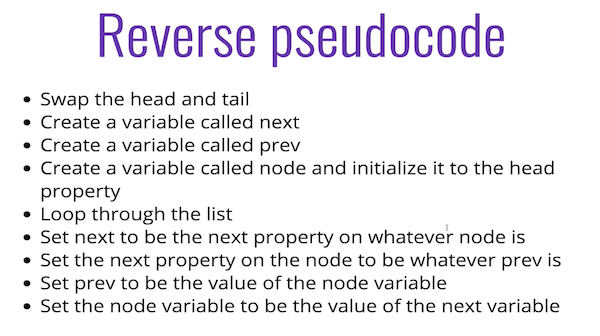 Reverse pseudocode
• Swap the head and tail
• Create a variable called next
• Create a variable called prev
• Create a variable called node and initialize it to the head
property
• Loop through the list
• Set next to be the next property on whatever node is
• Set the next property on the node to be whatever prev is
• Set prev to be the value of the node variable
• Set the node variable to be the value of the next variable